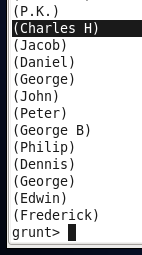 (P.K.)
(Charles H)
(Jacob)
(Daniel)
(George)
(John)
(Peter)
(George B)
(Philip)
(Dennis)
(George)
(Edwin)
(Frederick)
grunt>